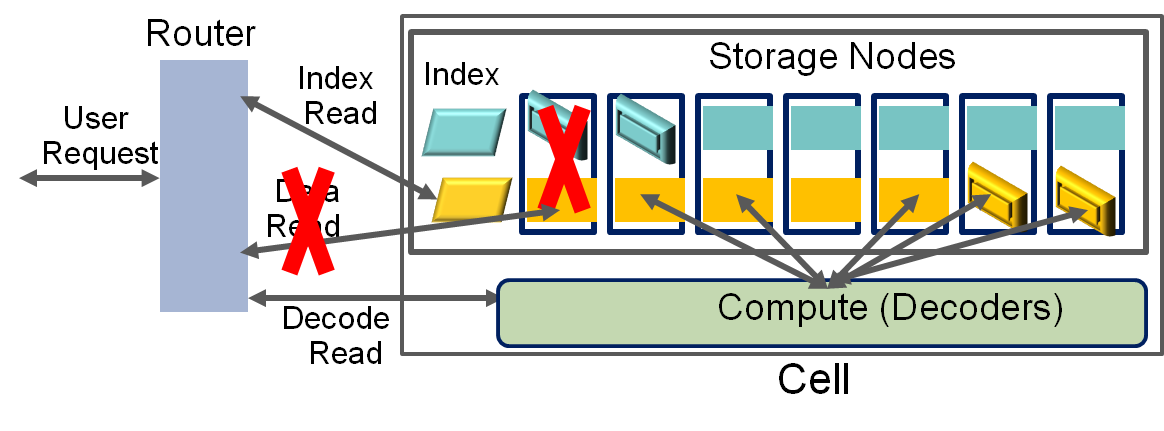 Router
Storage Nodes
Index
Index
Read
User
Request
Data
Read
Decode
Read
Compute (Decoders)
Cell